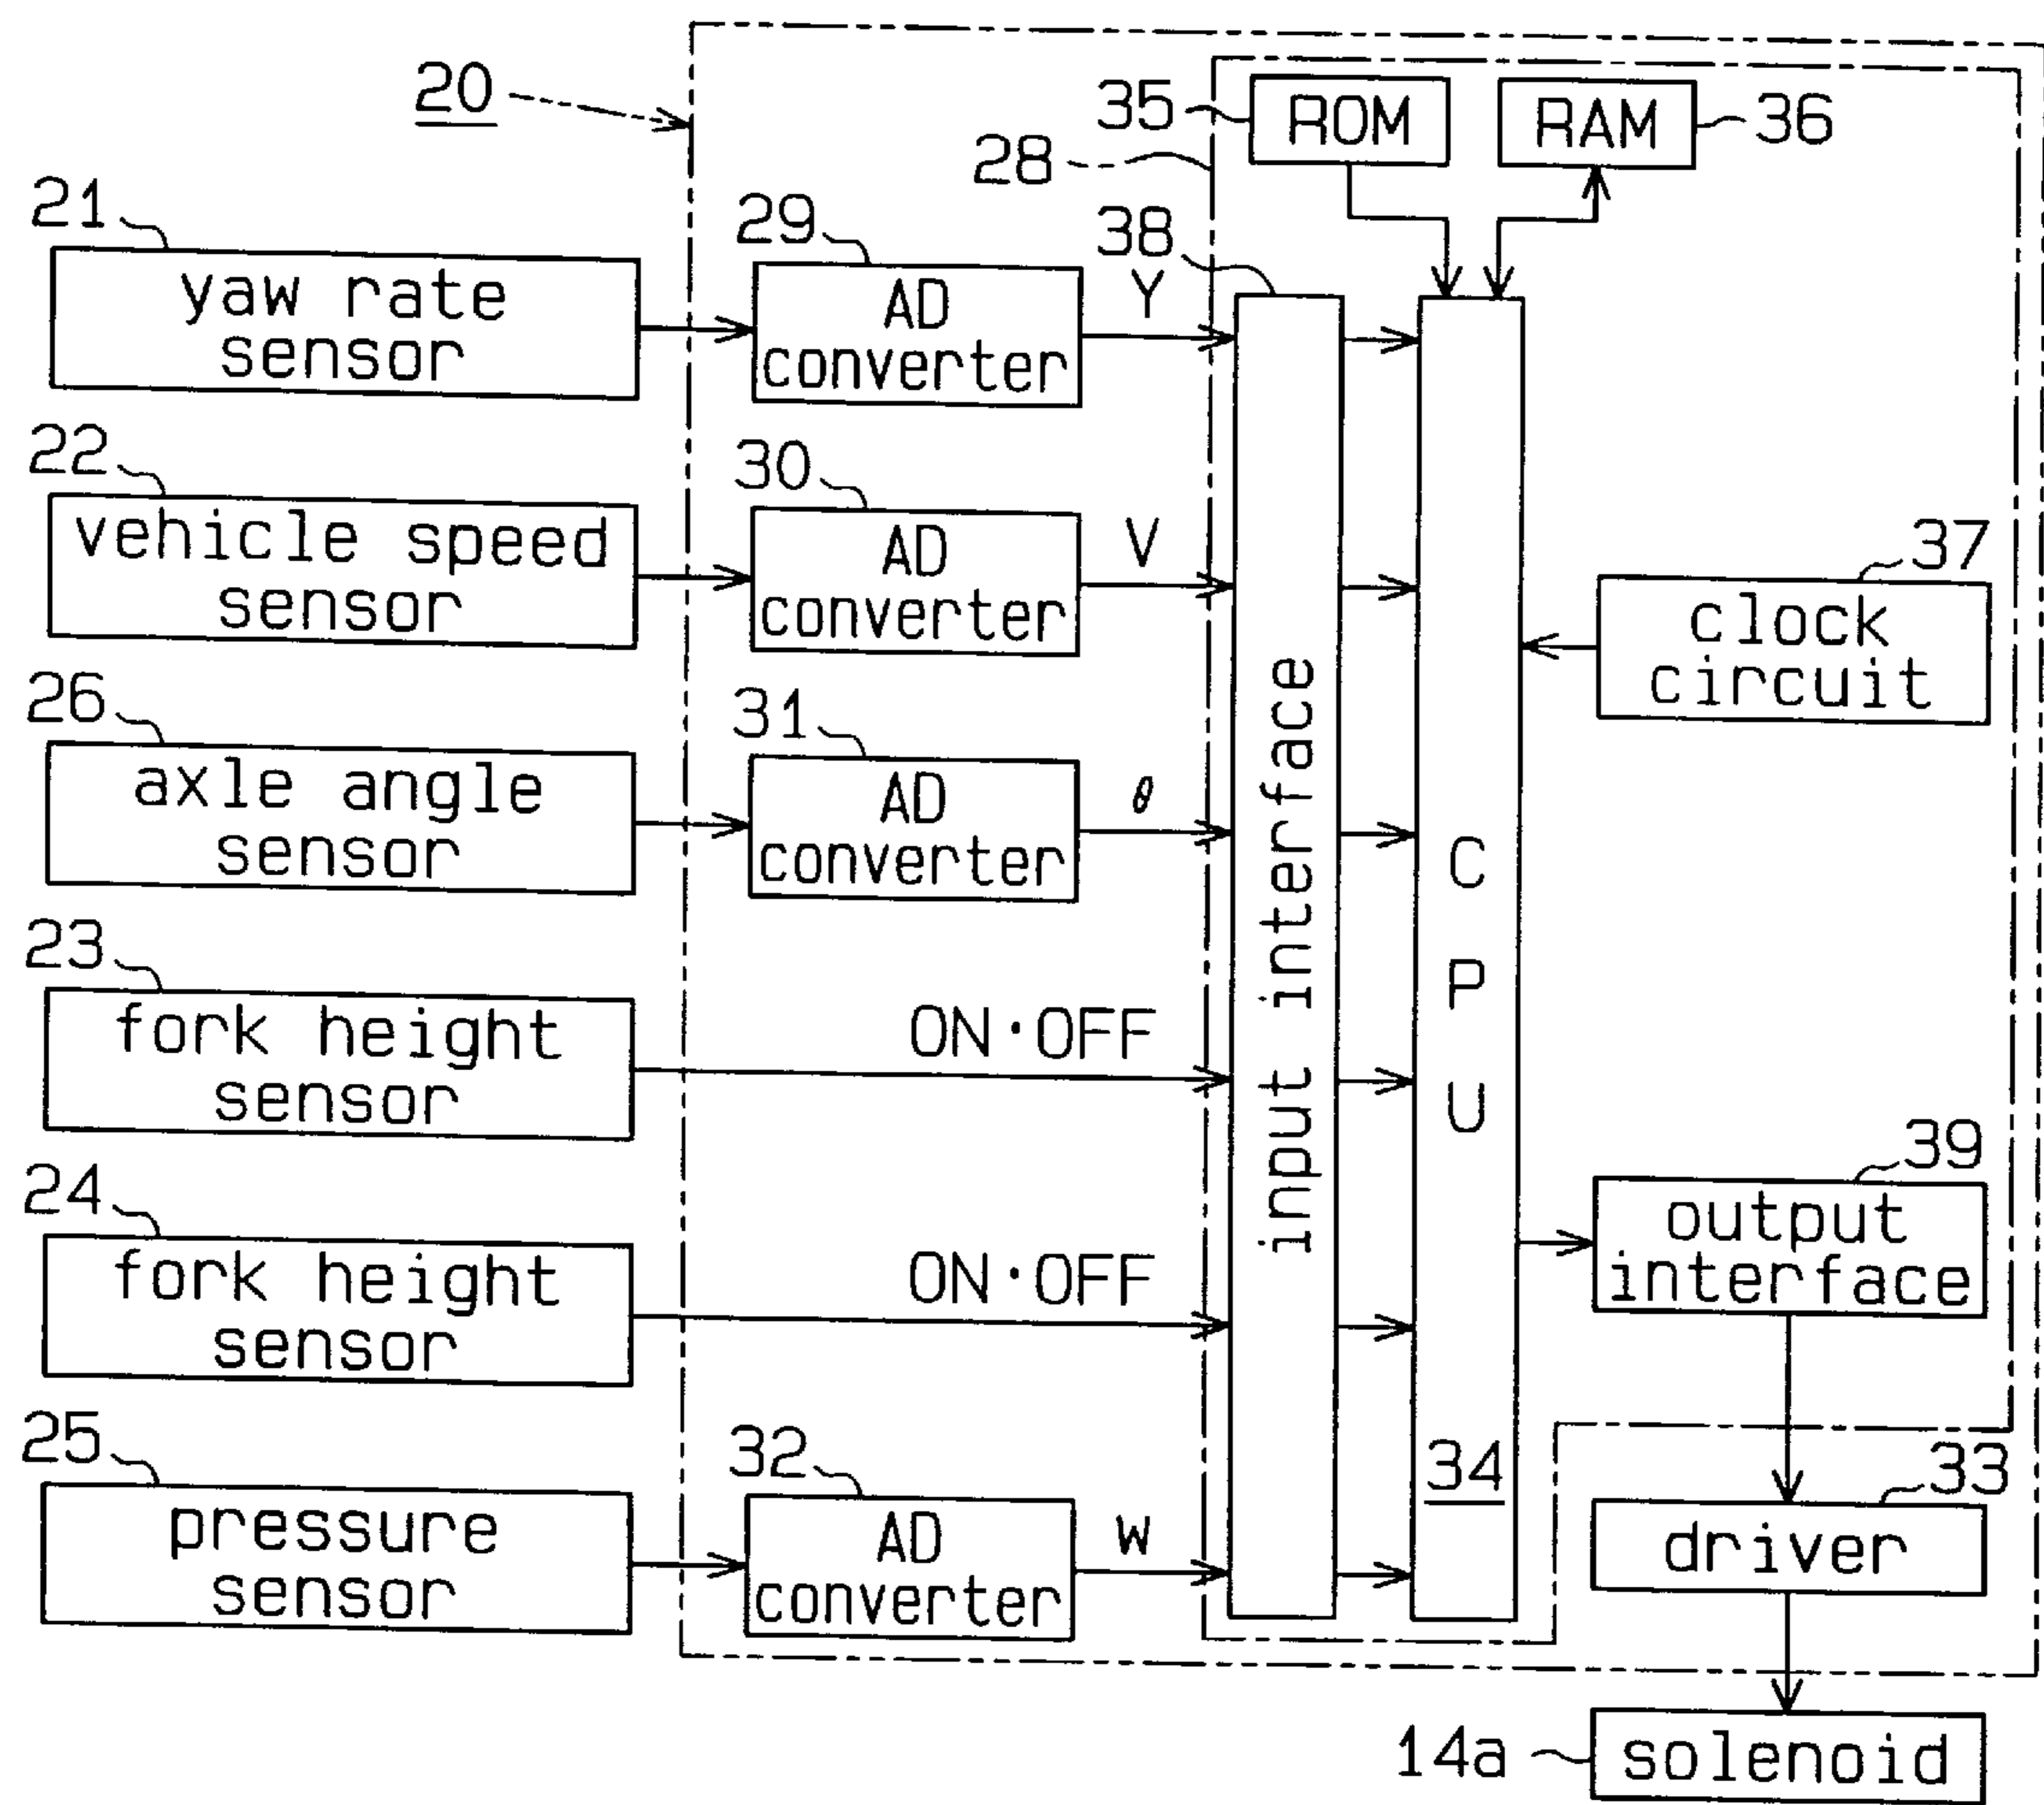 20
35
ROM
RAM
36
28
21
yaw rate
sensor
29
AD
converter
Y
38
22
vehicle speed
sensor
30
AD
converter
V
37
clock
circuit
26
axle angle
sensor
31
AD
converter
θ
input interface
C
P
U
34
23
fork height
sensor
ON·OFF
24
fork height
sensor
ON·OFF
39
output
interface
25
pressure
sensor
32
AD
converter
W
33
driver
14a
solenoid